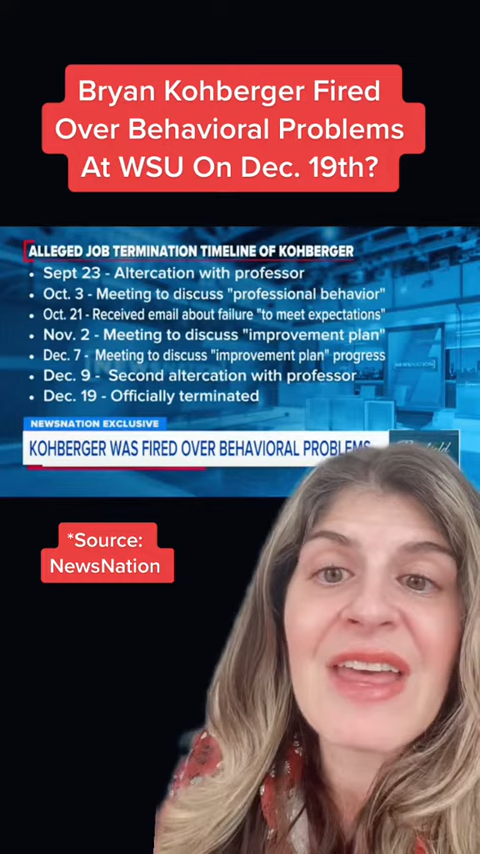 Bryan Kohberger Fired
Over Behavioral Problems
At WSU On Dec. 19th?
ALLEGED JOB TERMINATION TIMELINE OF KOHBERGER
• Sept 23 - Altercation with professor
• Oct. 3 - Meeting to discuss "professional behavior"
• Oct. 21 - Received email about failure "to meet expectations"
• Nov. 2 - Meeting to discuss "improvement plan"
• Dec. 7 - Meeting to discuss "improvement plan" progress
• Dec. 9 - Second altercation with professor
• Dec. 19 - Officially terminated
NEWSNATION EXCLUSIVE
KOHBERGER WAS FIRED OVER BEHAVIORAL PROBLEMS
*Source:
NewsNation